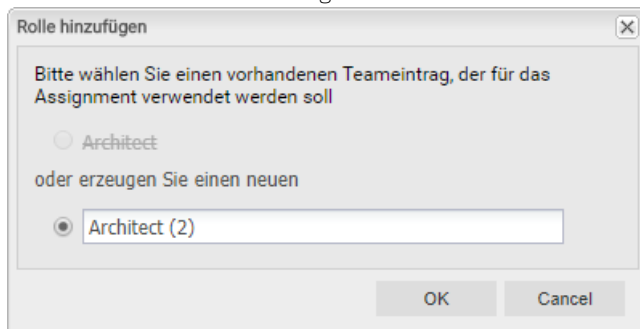 Rolle hinzufügen
Bitte wählen Sie einen vorhandenen Teameintrag, der für das
Assignment verwendet werden soll
Architect
oder erzeugen Sie einen neuen
Architect (2)
OK Cancel